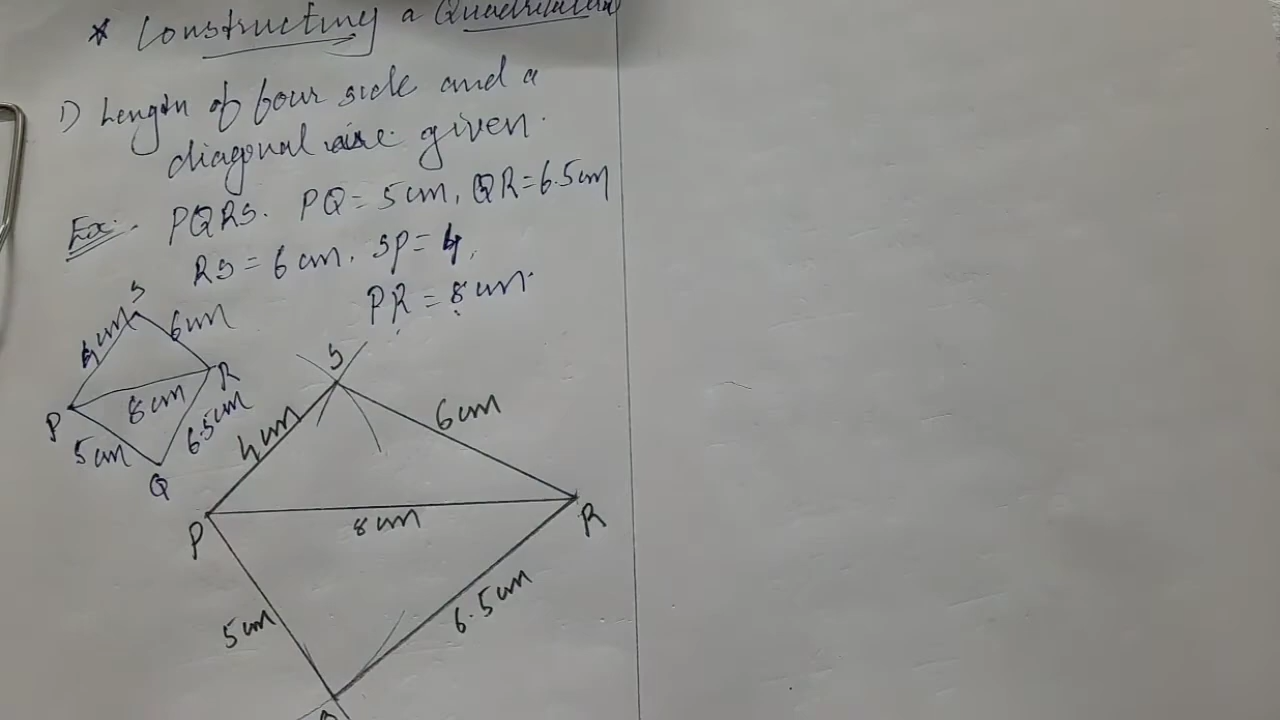 * Constructing a Quadrilateral
1) Length of four side and a
diagonal are given.
Ex:. PQRS. PQ = 5cm, QR = 6.5cm
RS = 6cm, SP = 4,
PR = 8cm.
S
4cm
6cm
R
8cm
P
5cm
6.5cm
Q
S
4cm
6cm
P
8cm
R
5cm
6.5cm